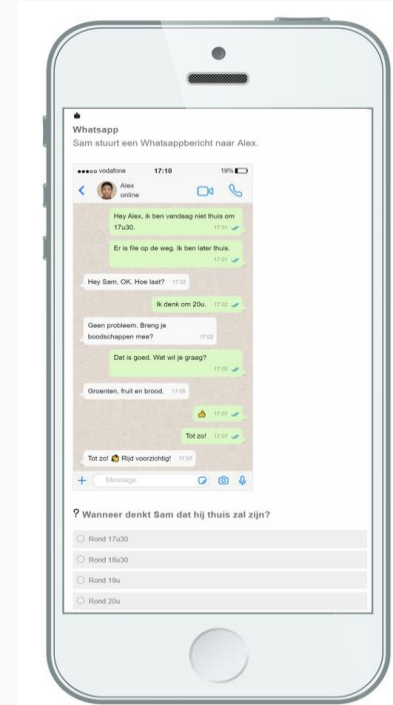 Whatsapp
Sam stuurt een Whatsappbericht naar Alex.
vodafone 17:10 19%
Alex
online
Hey Alex, ik ben vandaag niet thuis om
17u30. 17:01
Er is file op de weg. Ik ben later thuis.
17:01
Hey Sam, OK. Hoe laat? 17:02
Ik denk om 20u. 17:02
Geen probleem. Breng je
boodschappen mee? 17:03
Dat is goed. Wat wil je graag?
17:05
Groenten, fruit en brood. 17:05
👍 17:07
Tot zo! 17:07
Tot zo! 🙋 Rijd voorzichtig! 17:07
Message
? Wanneer denkt Sam dat hij thuis zal zijn?
Rond 17u30
Rond 18u30
Rond 19u
Rond 20u